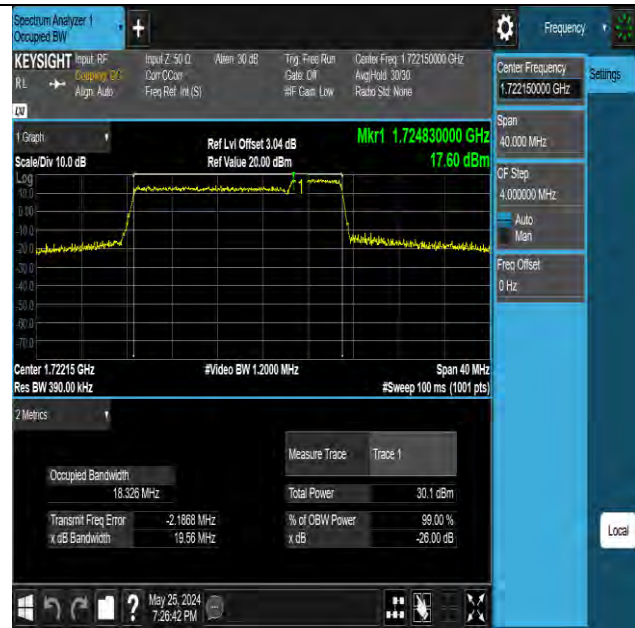 Spectrum Analyzer 1
Occupied BW
+
Frequency
KEYSIGHT
RL
Input: RF
Coupling: DC
Align: Auto
Input Z: 50 Ω
Corr CCorr
Freq Ref: Int (S)
Atten: 30 dB
Trig: Free Run
Gate: Off
#IF Gain: Low
Center Freq: 1.722150000 GHz
Avg|Hold: 30/30
Radio Std: None
LXI
1 Graph
Scale/Div 10.0 dB
Ref Lvl Offset 3.04 dB
Ref Value 20.00 dBm
Mkr1 1.724830000 GHz
17.60 dBm
Log
10.0
0.00
-10.0
-20.0
-30.0
-40.0
-50.0
-60.0
-70.0
1
Center 1.72215 GHz
Res BW 390.00 kHz
#Video BW 1.2000 MHz
Span 40 MHz
#Sweep 100 ms (1001 pts)
2 Metrics
Measure Trace
Trace 1
Occupied Bandwidth
18.326 MHz
Total Power
30.1 dBm
Transmit Freq Error
-2.1868 MHz
% of OBW Power
99.00 %
x dB Bandwidth
19.56 MHz
x dB
-26.00 dB
Center Frequency
1.722150000 GHz
Settings
Span
40.000 MHz
CF Step
4.000000 MHz
Auto
Man
Freq Offset
0 Hz
Local
?
May 25, 2024
7:26:42 PM